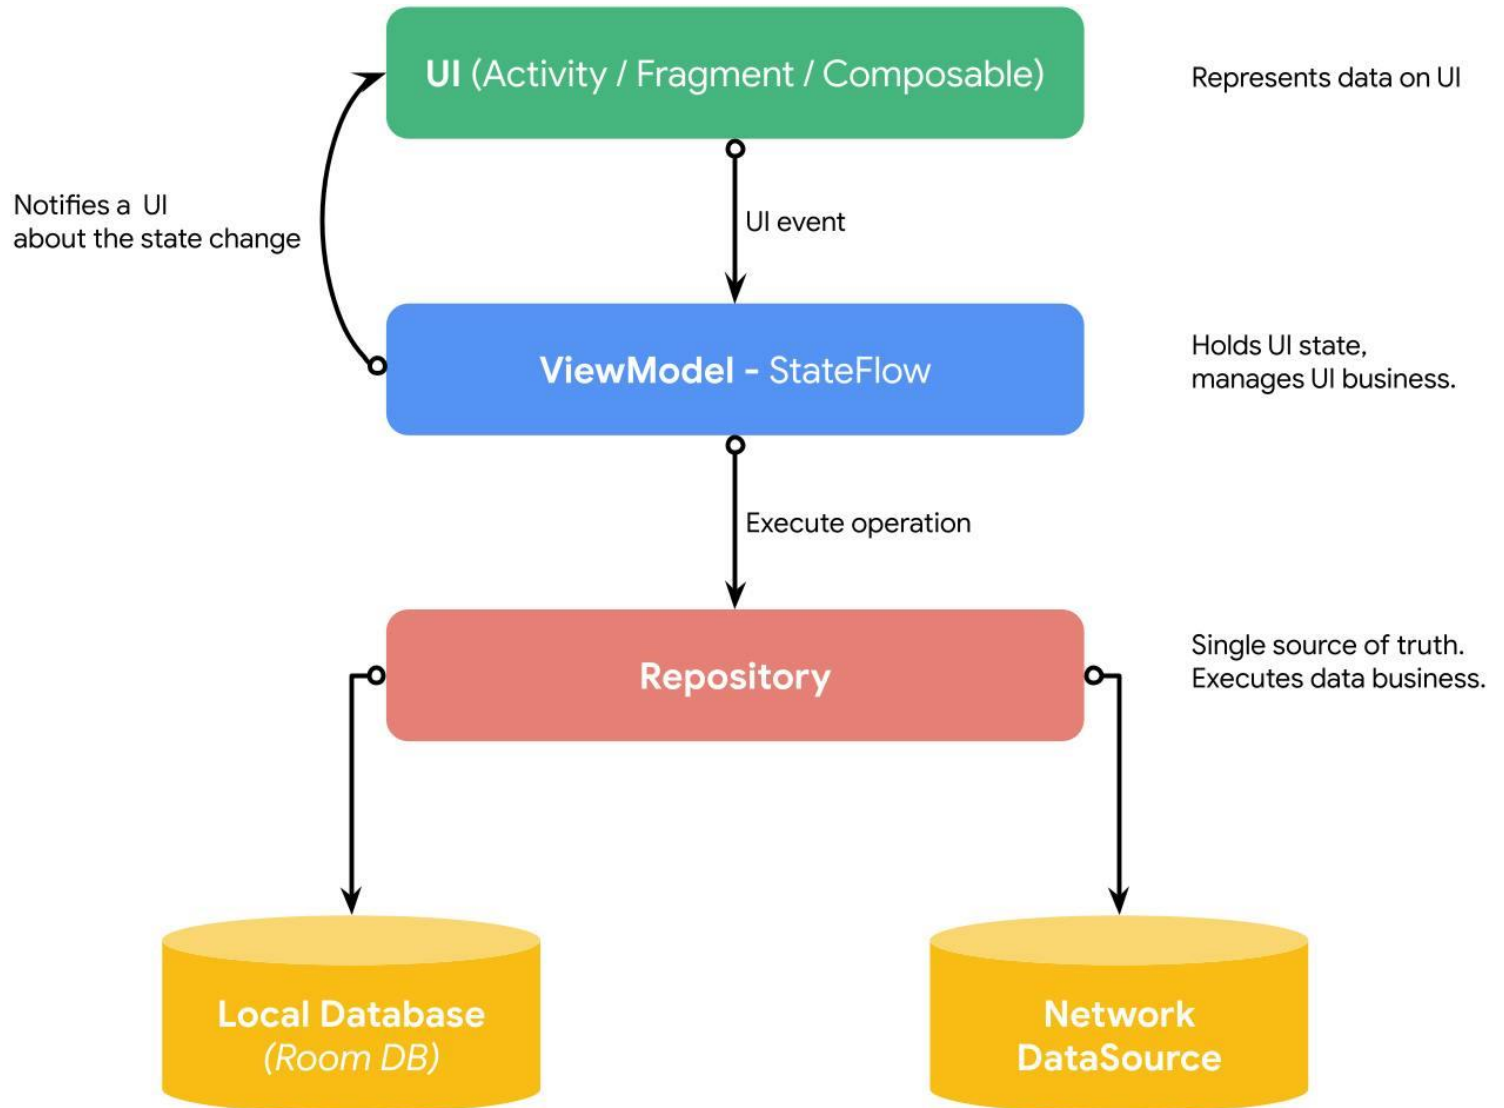 UI (Activity / Fragment / Composable)
Represents data on UI
Notifies a UI
about the state change
UI event
ViewModel - StateFlow
Holds UI state,
manages UI business.
Execute operation
Repository
Single source of truth.
Executes data business.
Local Database
(Room DB)
Network
DataSource